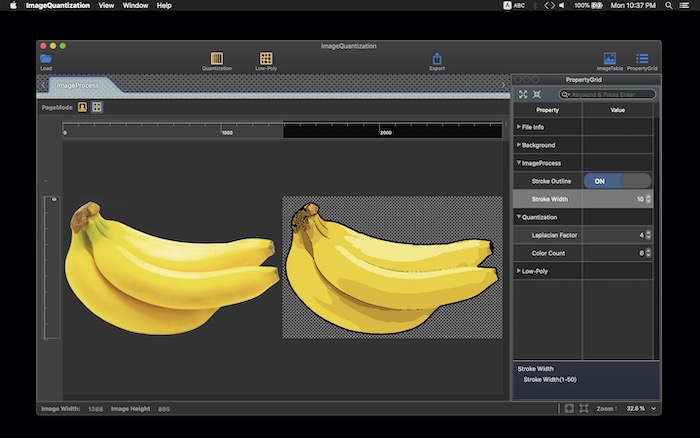 ImageQuantization View Window Help
A ABC 100% Mon 10:37 PM
ImageQuantization
Load Quantization Low-Poly Export ImageTable PropertyGrid
ImageProcess
PageMode
0 1000 2000
0
PropertyGrid
Keyword & Press Enter
Property Value
File Info
Background
ImageProcess
Stroke Outline ON
Stroke Width 10
Quantization
Laplacian Factor 4
Color Count 6
Low-Poly
Stroke Width
Stroke Width(1-50)
Image Width: 1388 Image Height 895 Zoom : 32.6 %